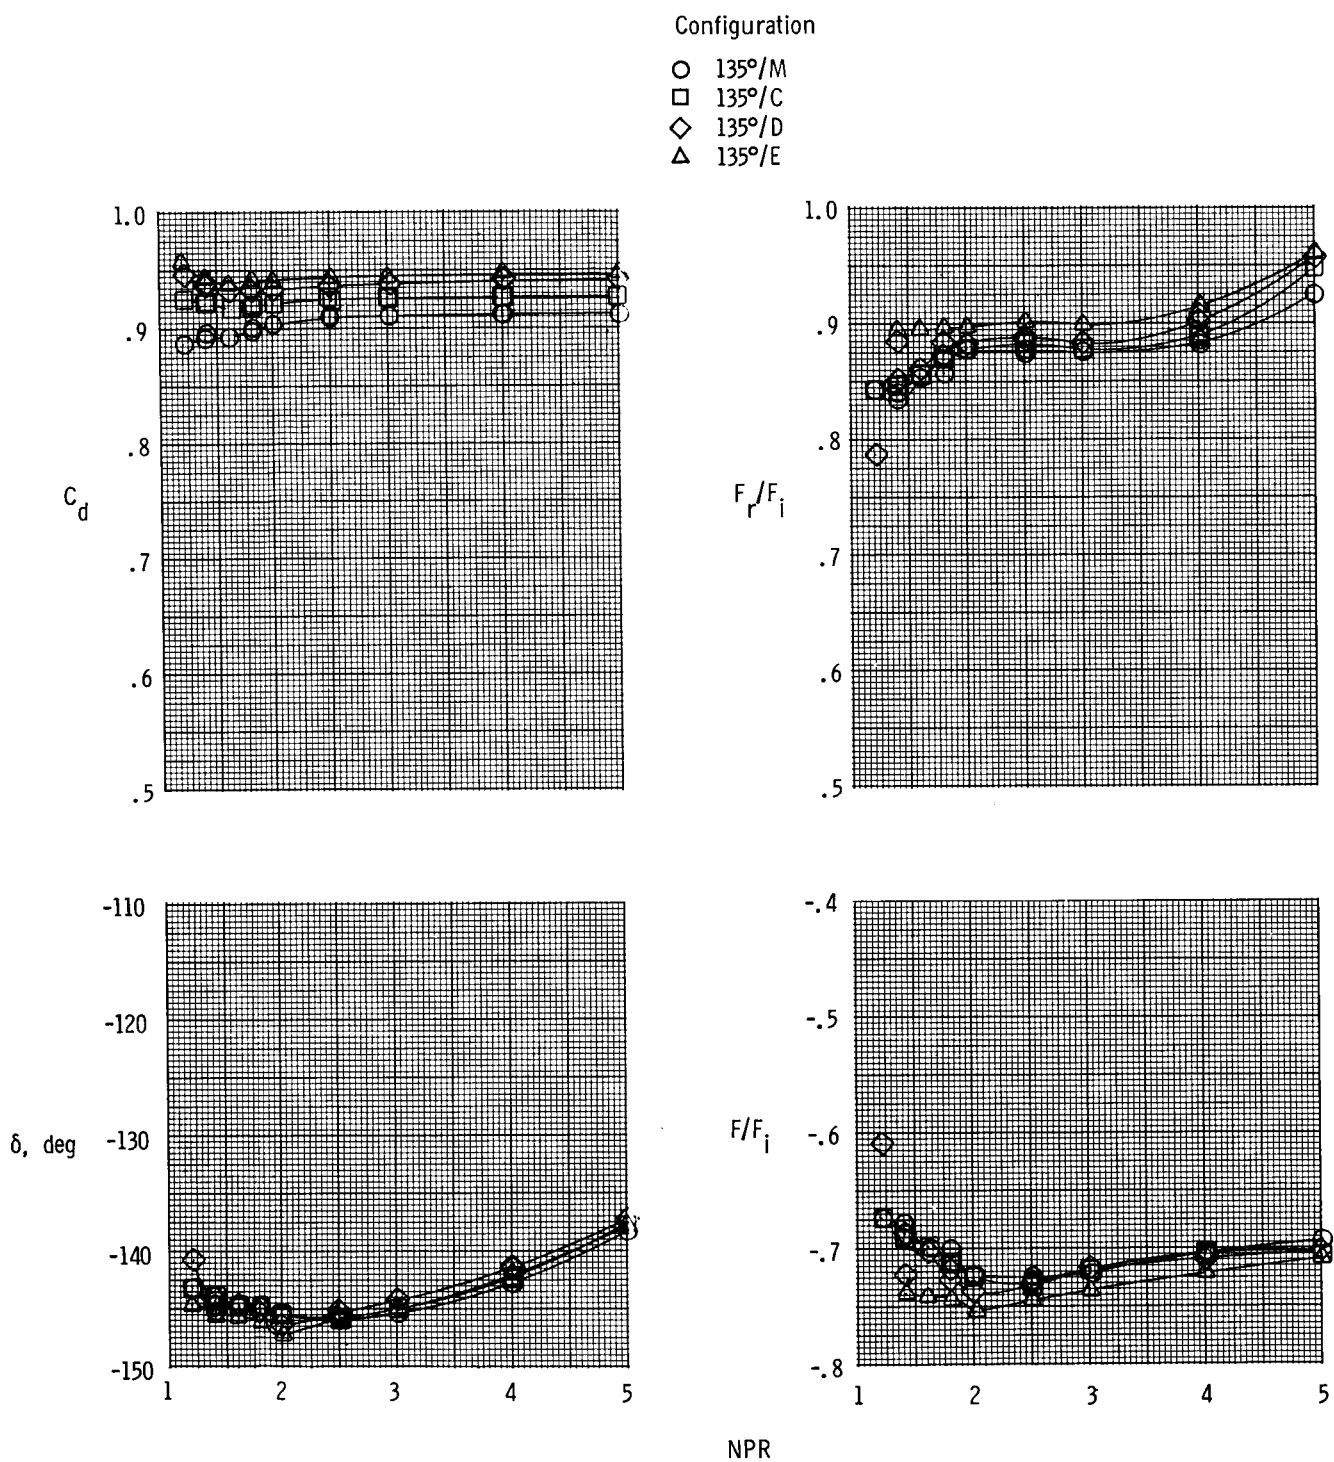 Configuration
135°/M
135°/C
135°/D
135°/E
1.0
.9
.8
.7
.6
.5
C_d
1.0
.9
.8
.7
.6
.5
F_r/F_i
-110
-120
-130
-140
-150
δ, deg
1 2 3 4 5
-.4
-.5
-.6
-.7
-.8
F/F_i
1 2 3 4 5
NPR